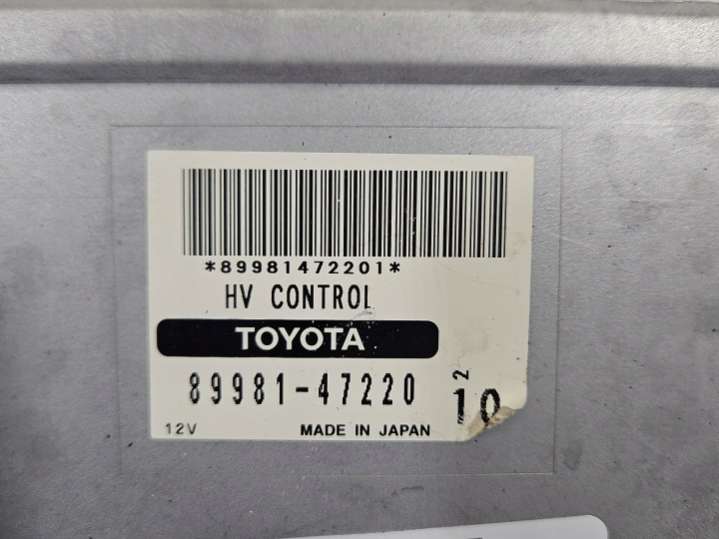 *89981472201*
HV CONTROL
TOYOTA
89981-47220
2
10
12V MADE IN JAPAN